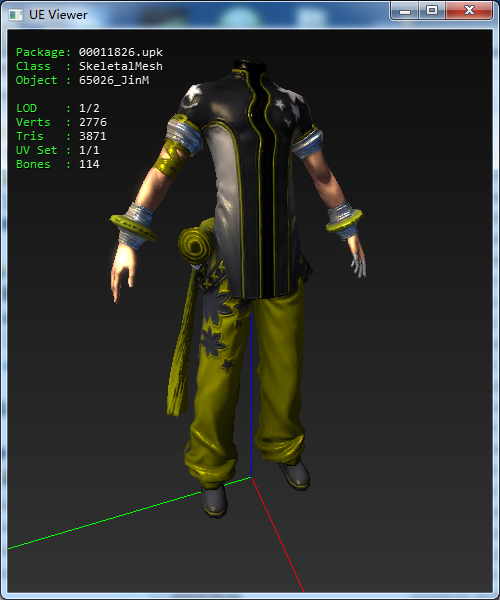 UE Viewer
Package: 00011826.upk
Class  : SkeletalMesh
Object : 65026_JinM
LOD    : 1/2
Verts  : 2776
Tris   : 3871
UV Set : 1/1
Bones  : 114